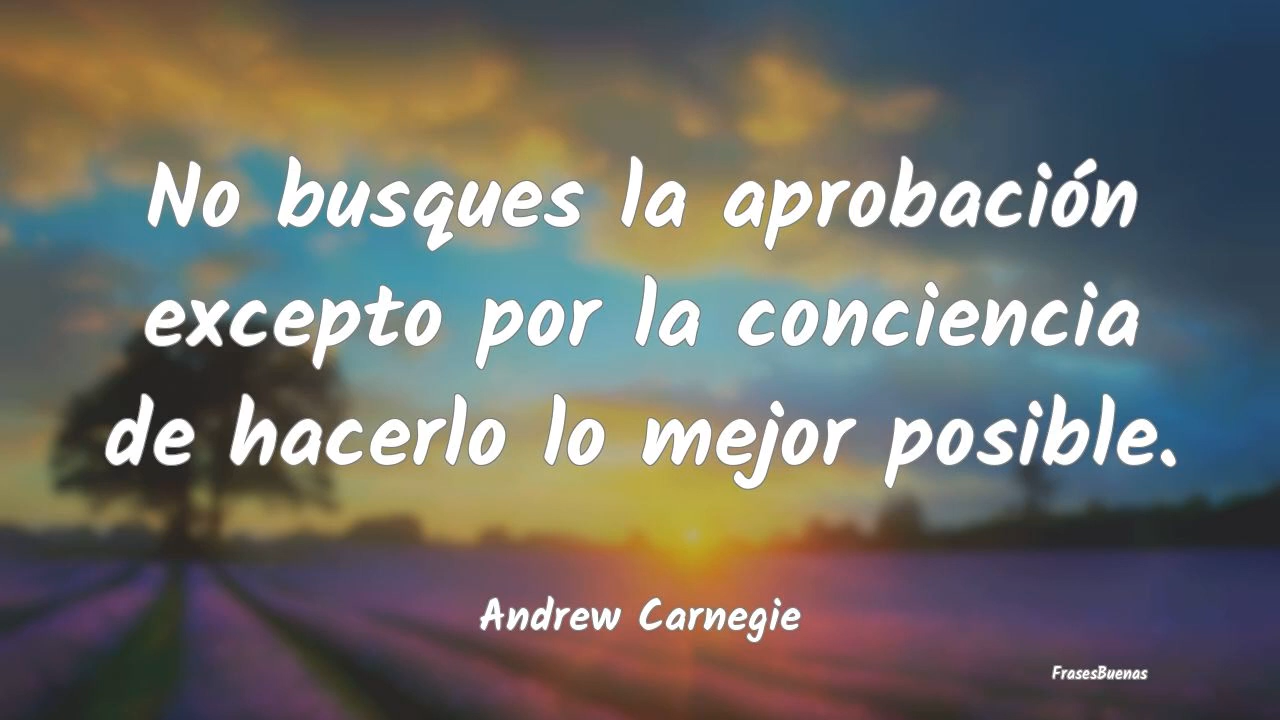 No busques la aprobación
excepto por la conciencia
de hacerlo lo mejor posible.
Andrew Carnegie
FrasesBuenas